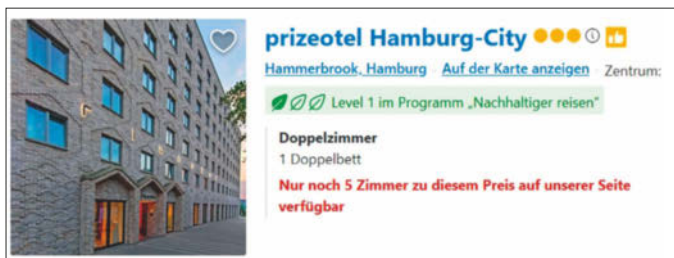 prizeotel Hamburg-City
Hammerbrook, Hamburg Auf der Karte anzeigen Zentrum:
Level 1 im Programm „Nachhaltiger reisen"
Doppelzimmer
1 Doppelbett
Nur noch 5 Zimmer zu diesem Preis auf unserer Seite
verfügbar